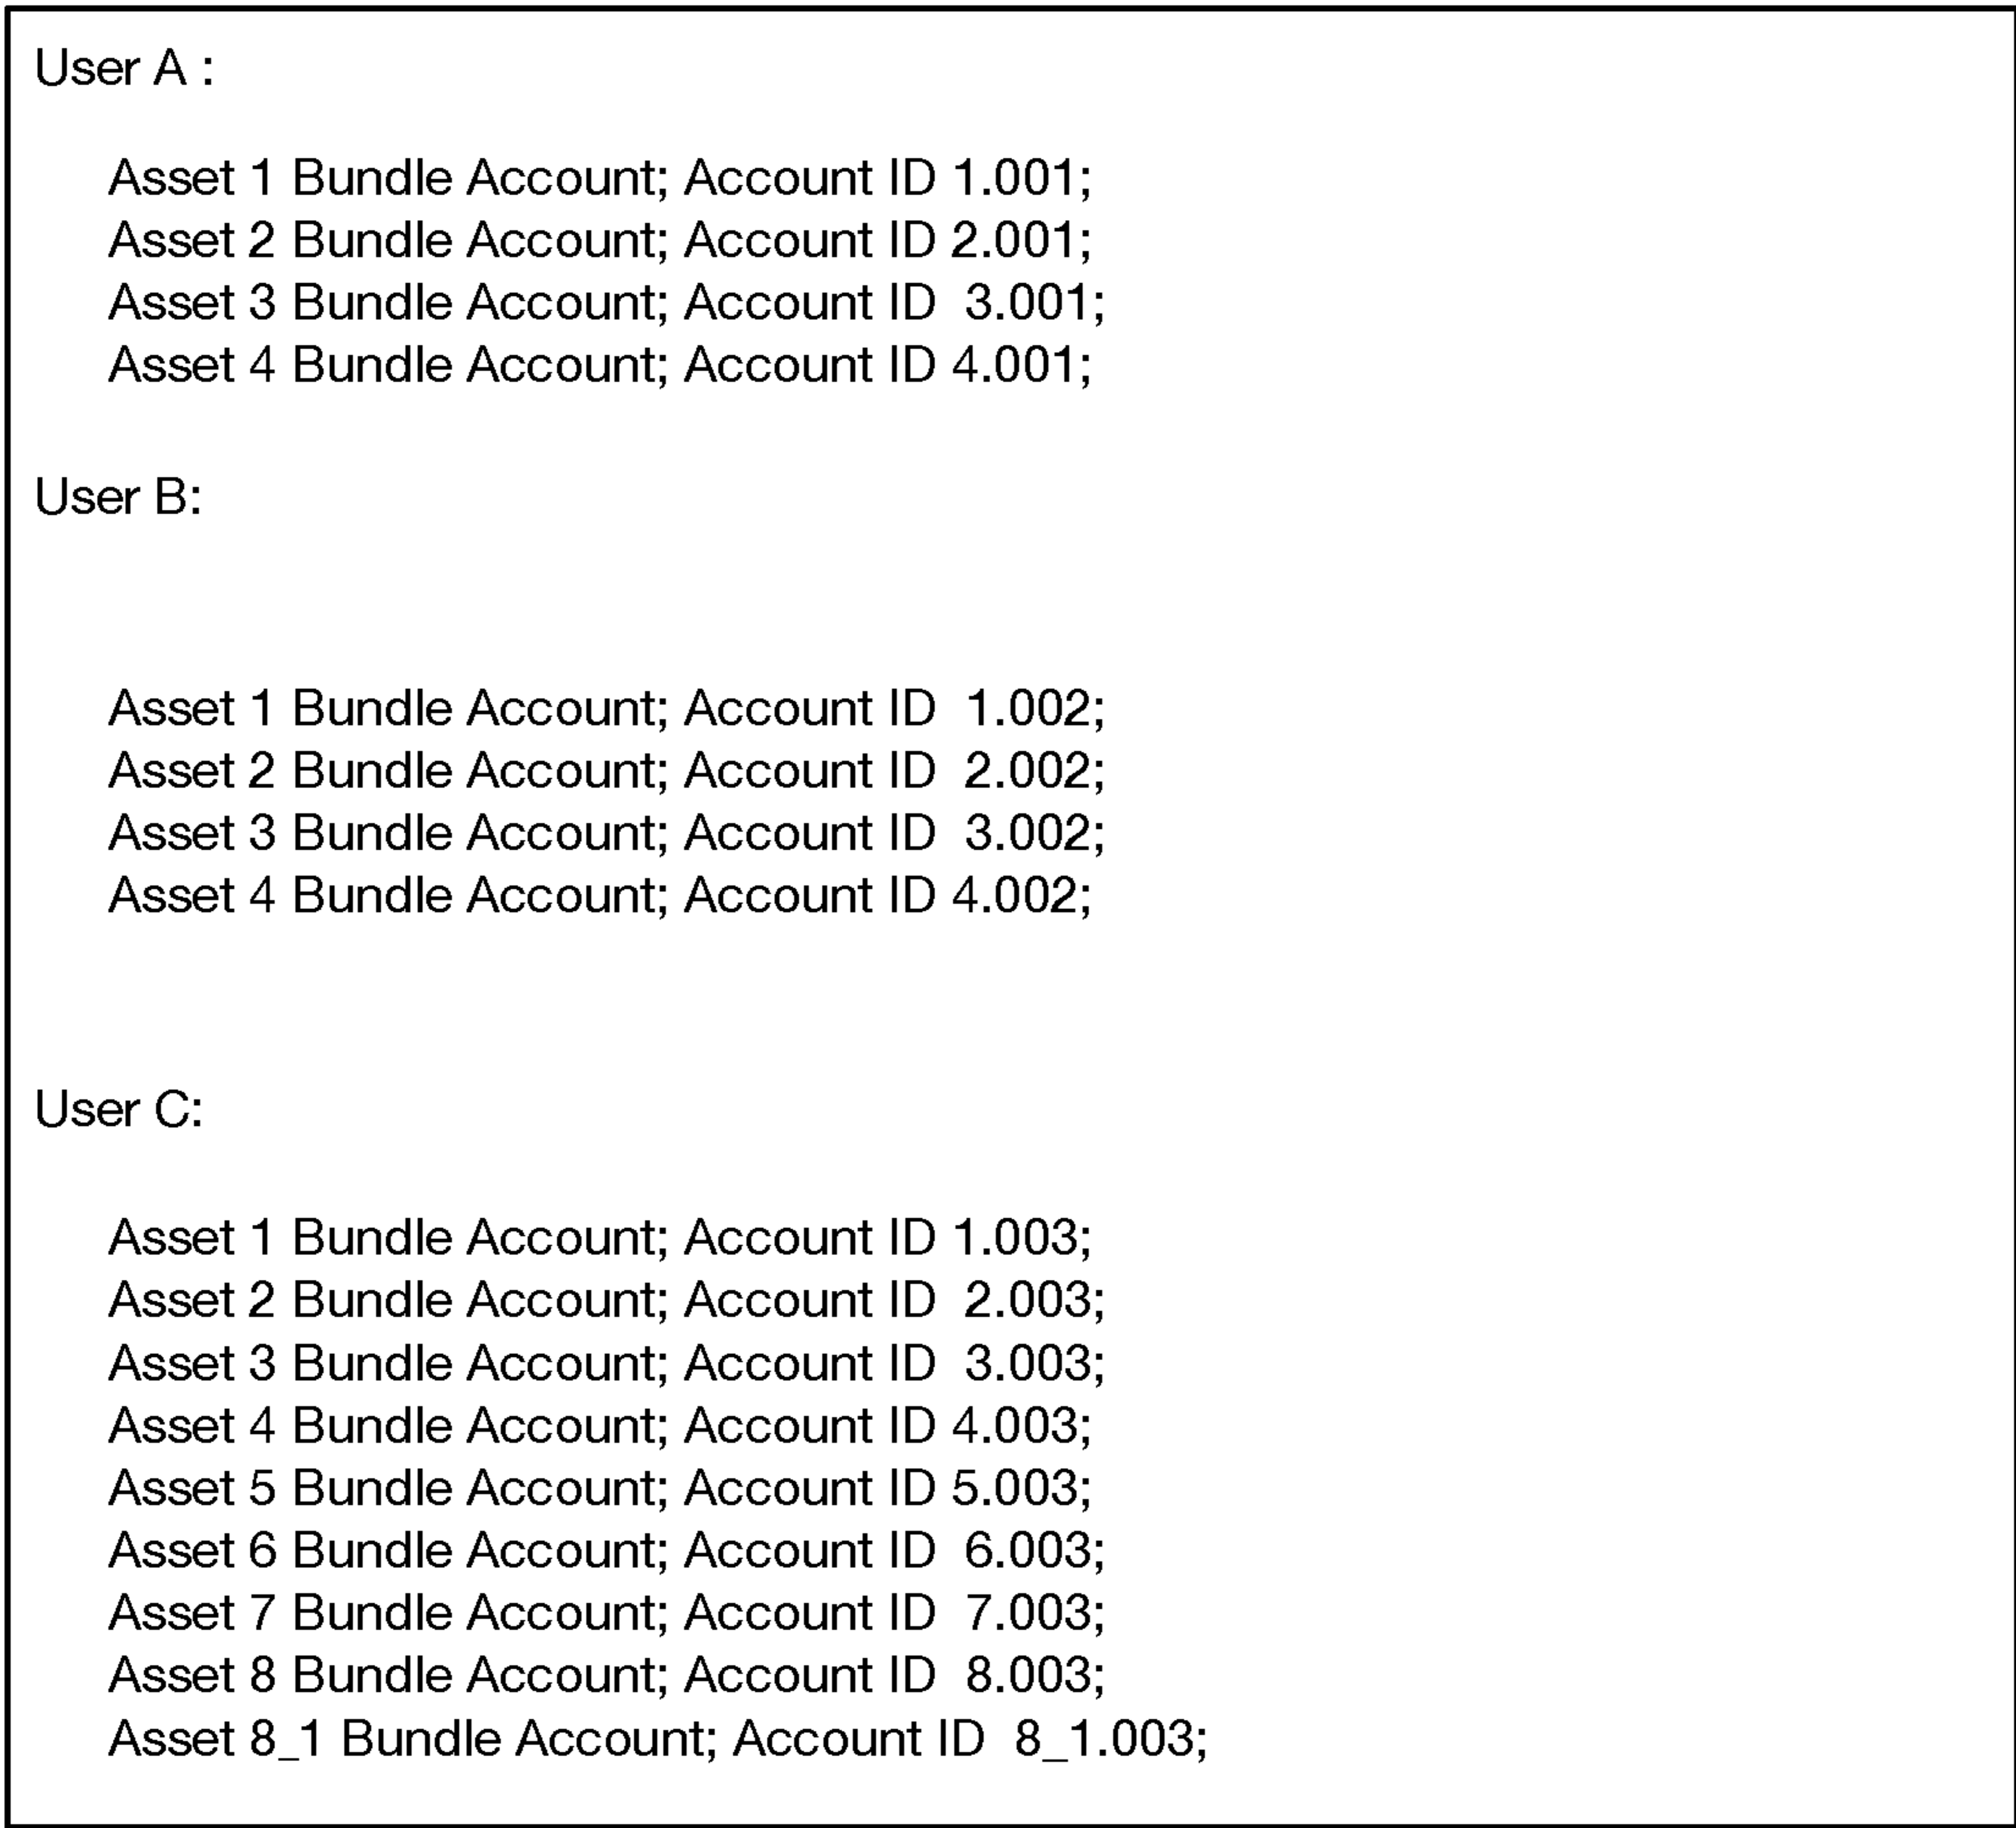 User A :
Asset 1 Bundle Account; Account ID 1.001;
Asset 2 Bundle Account; Account ID 2.001;
Asset 3 Bundle Account; Account ID  3.001;
Asset 4 Bundle Account; Account ID 4.001;
User B:
Asset 1 Bundle Account; Account ID  1.002;
Asset 2 Bundle Account; Account ID  2.002;
Asset 3 Bundle Account; Account ID  3.002;
Asset 4 Bundle Account; Account ID 4.002;
User C:
Asset 1 Bundle Account; Account ID 1.003;
Asset 2 Bundle Account; Account ID  2.003;
Asset 3 Bundle Account; Account ID  3.003;
Asset 4 Bundle Account; Account ID 4.003;
Asset 5 Bundle Account; Account ID 5.003;
Asset 6 Bundle Account; Account ID  6.003;
Asset 7 Bundle Account; Account ID  7.003;
Asset 8 Bundle Account; Account ID  8.003;
Asset 8_1 Bundle Account; Account ID  8_1.003;